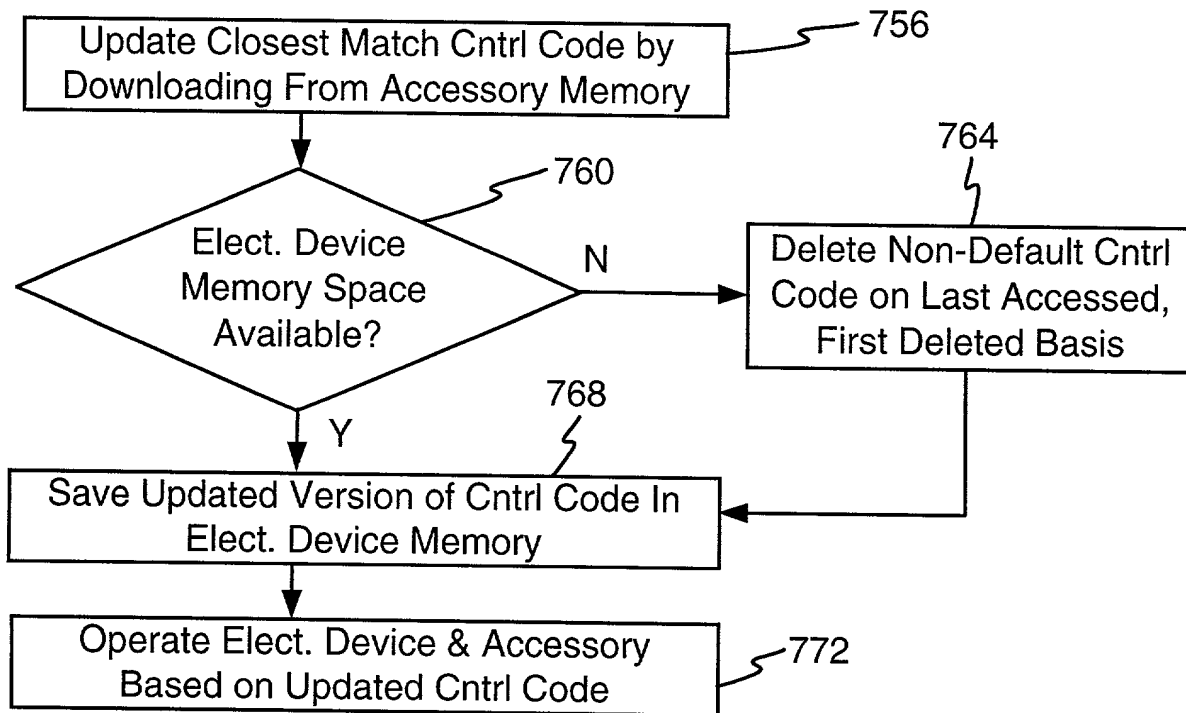 756
Update Closest Match Cntrl Code by
Downloading From Accessory Memory
760
764
Elect. Device
Memory Space
Available?
N
Delete Non-Default Cntrl
Code on Last Accessed,
First Deleted Basis
Y
768
Save Updated Version of Cntrl Code In
Elect. Device Memory
Operate Elect. Device & Accessory
Based on Updated Cntrl Code
772